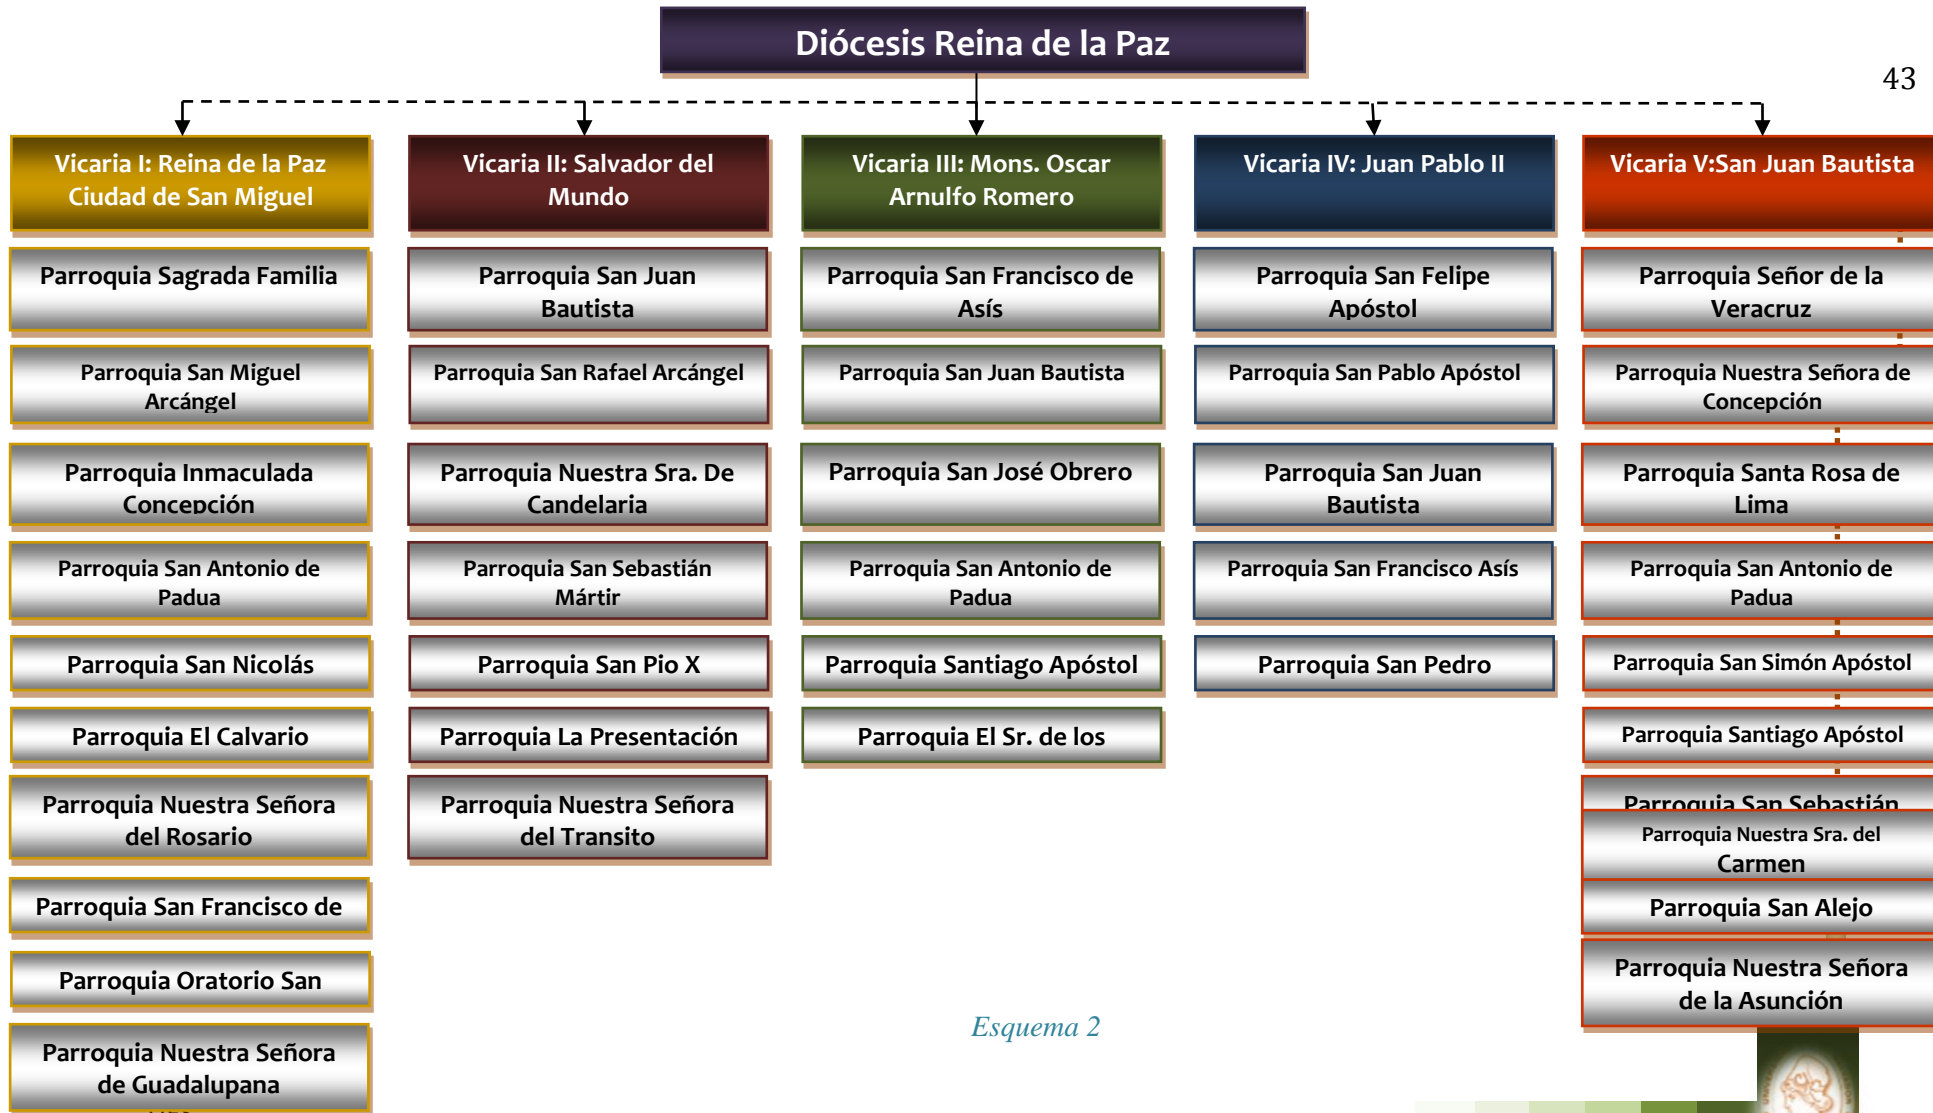 Diócesis Reina de la Paz
43
Vicaria I: Reina de la Paz
Ciudad de San Miguel
Parroquia Sagrada Familia
Parroquia San Miguel
Arcángel
Parroquia Inmaculada
Concepción
Parroquia San Antonio de
Padua
Parroquia San Nicolás
Parroquia El Calvario
Parroquia Nuestra Señora
del Rosario
Parroquia San Francisco de
Parroquia Oratorio San
Parroquia Nuestra Señora
de Guadalupana
Vicaria II: Salvador del
Mundo
Parroquia San Juan
Bautista
Parroquia San Rafael Arcángel
Parroquia Nuestra Sra. De
Candelaria
Parroquia San Sebastián
Mártir
Parroquia San Pio X
Parroquia La Presentación
Parroquia Nuestra Señora
del Transito
Vicaria III: Mons. Oscar
Arnulfo Romero
Parroquia San Francisco de
Asís
Parroquia San Juan Bautista
Parroquia San José Obrero
Parroquia San Antonio de
Padua
Parroquia Santiago Apóstol
Parroquia El Sr. de los
Vicaria IV: Juan Pablo II
Parroquia San Felipe
Apóstol
Parroquia San Pablo Apóstol
Parroquia San Juan
Bautista
Parroquia San Francisco Asís
Parroquia San Pedro
Vicaria V:San Juan Bautista
Parroquia Señor de la
Veracruz
Parroquia Nuestra Señora de
Concepción
Parroquia Santa Rosa de
Lima
Parroquia San Antonio de
Padua
Parroquia San Simón Apóstol
Parroquia Santiago Apóstol
Parroquia San Sebastián
Parroquia Nuestra Sra. del
Carmen
Parroquia San Alejo
Parroquia Nuestra Señora
de la Asunción
Esquema 2